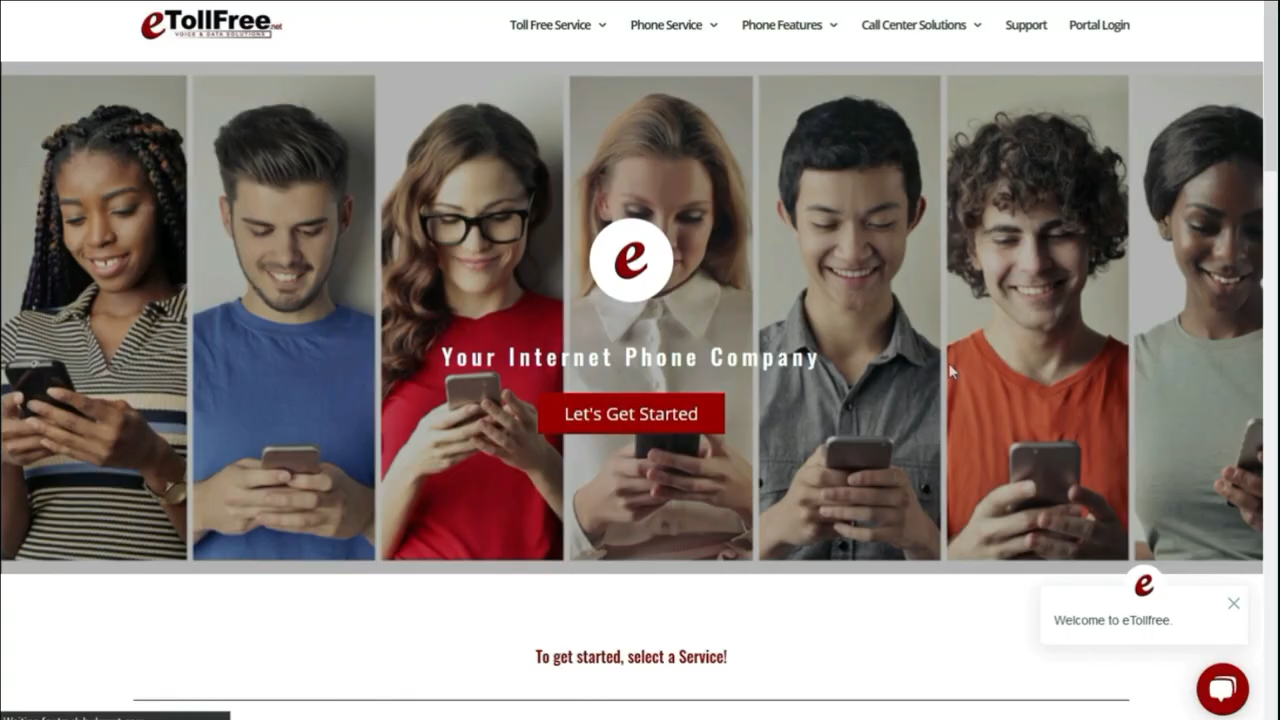 eTollFree.net
VOICE & DATA SOLUTIONS
Toll Free Service
Phone Service
Phone Features
Call Center Solutions
Support
Portal Login
e
Your Internet Phone Company
Let's Get Started
e
Welcome to eTollfree.
To get started, select a Service!